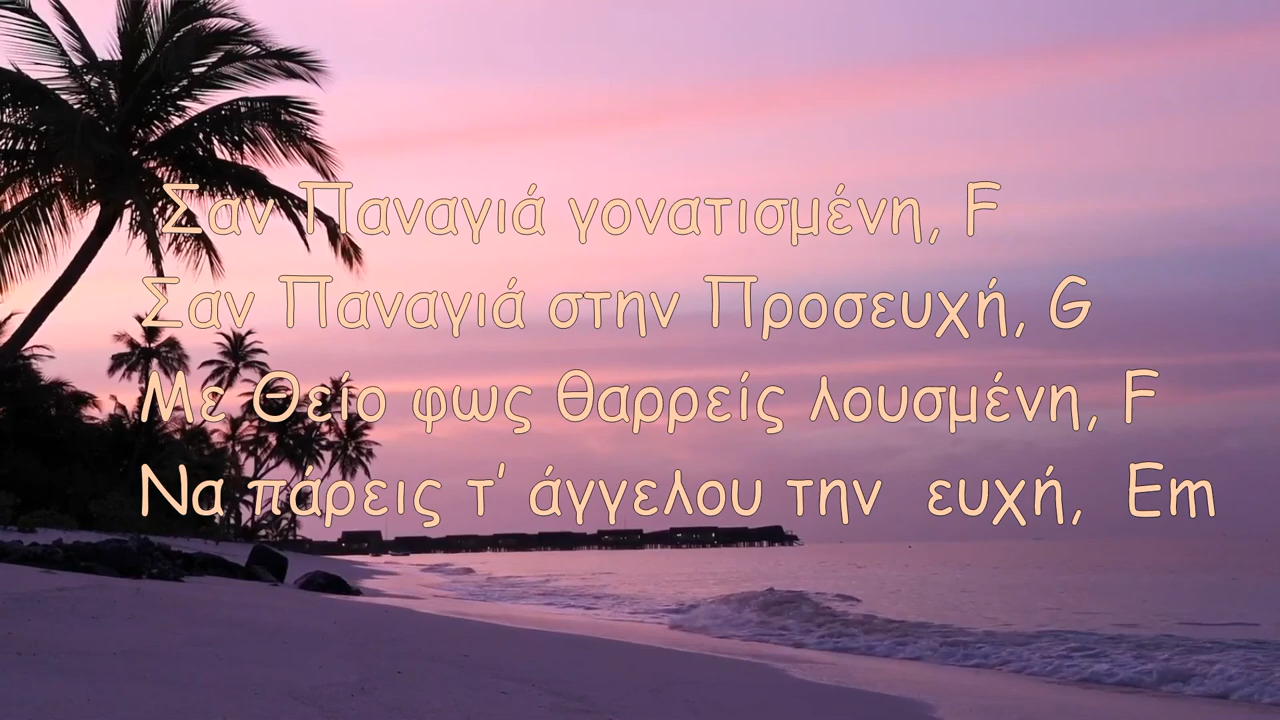 Σαν Παναγιά γονατισμένη, F
Σαν Παναγιά στην Προσευχή, G
Με Θείο φως θαρρείς λουσμένη, F
Να πάρεις τ' άγγελου την ευχή, Em